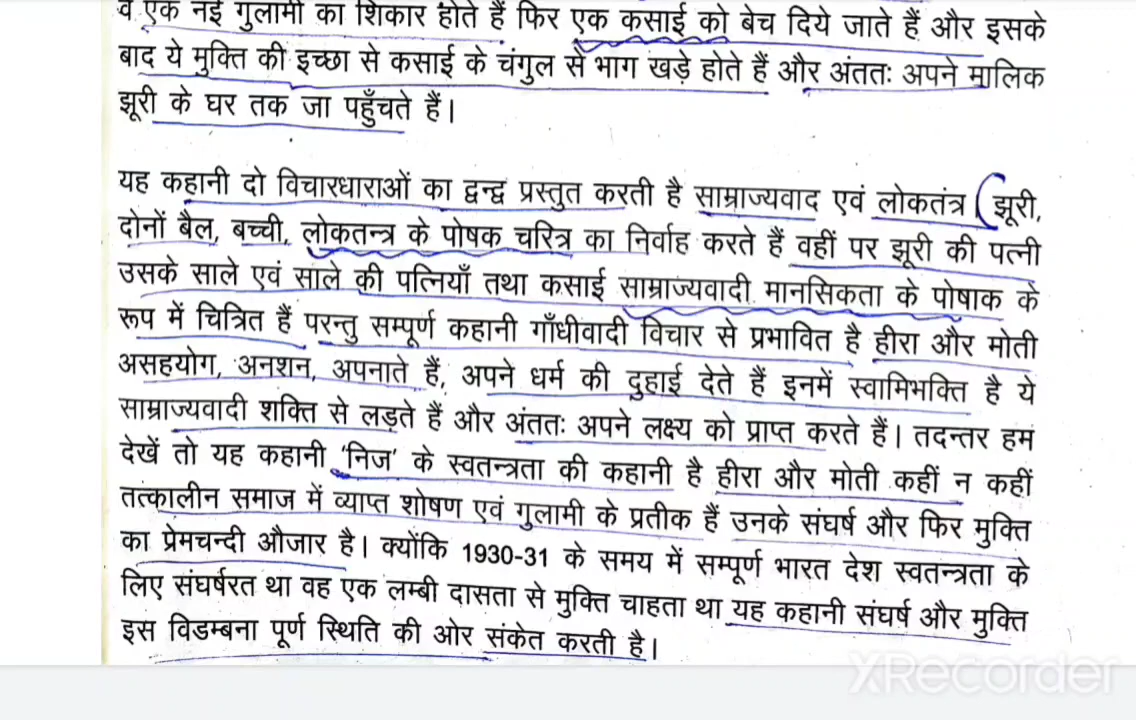 व एक नई गुलामी का शिकार होते हैं फिर एक कसाई को बेच दिये जाते हैं और इसके
बाद ये मुक्ति की इच्छा से कसाई के चंगुल से भाग खड़े होते हैं और अंततः अपने मालिक
झूरी के घर तक जा पहुँचते हैं।
यह कहानी दो विचारधाराओं का द्वन्द्व प्रस्तुत करती है साम्राज्यवाद एवं लोकतंत्र (झूरी,
दोनों बैल, बच्ची, लोकतन्त्र के पोषक चरित्र का निर्वाह करते हैं वहीं पर झूरी की पत्नी
उसके साले एवं साले की पत्नियाँ तथा कसाई साम्राज्यवादी मानसिकता के पोषाक के
रूप में चित्रित हैं परन्तु सम्पूर्ण कहानी गाँधीवादी विचार से प्रभावित है हीरा और मोती
असहयोग, अनशन, अपनाते हैं, अपने धर्म की दुहाई देते हैं इनमें स्वामिभक्ति है ये
साम्राज्यवादी शक्ति से लड़ते हैं और अंततः अपने लक्ष्य को प्राप्त करते हैं। तदन्तर हम
देखें तो यह कहानी 'निज' के स्वतन्त्रता की कहानी है हीरा और मोती कहीं न कहीं
तत्कालीन समाज में व्याप्त शोषण एवं गुलामी के प्रतीक हैं उनके संघर्ष और फिर मुक्ति
का प्रेमचन्दी औजार है। क्योंकि 1930-31 के समय में सम्पूर्ण भारत देश स्वतन्त्रता के
लिए संघर्षरत था वह एक लम्बी दासता से मुक्ति चाहता था यह कहानी संघर्ष और मुक्ति
इस विडम्बना पूर्ण स्थिति की ओर संकेत करती है।
XRecorder